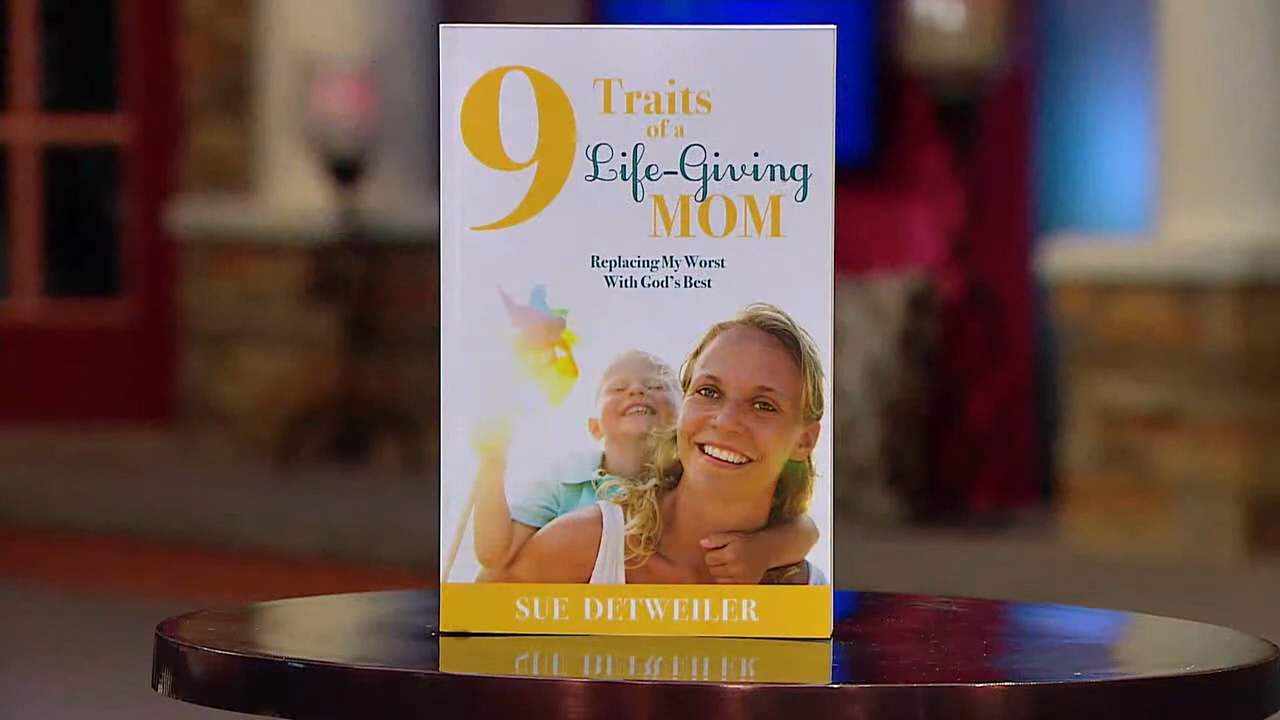 9 Traits
of a
Life-Giving
MOM
Replacing My Worst
With God's Best
SUE DETWEILER